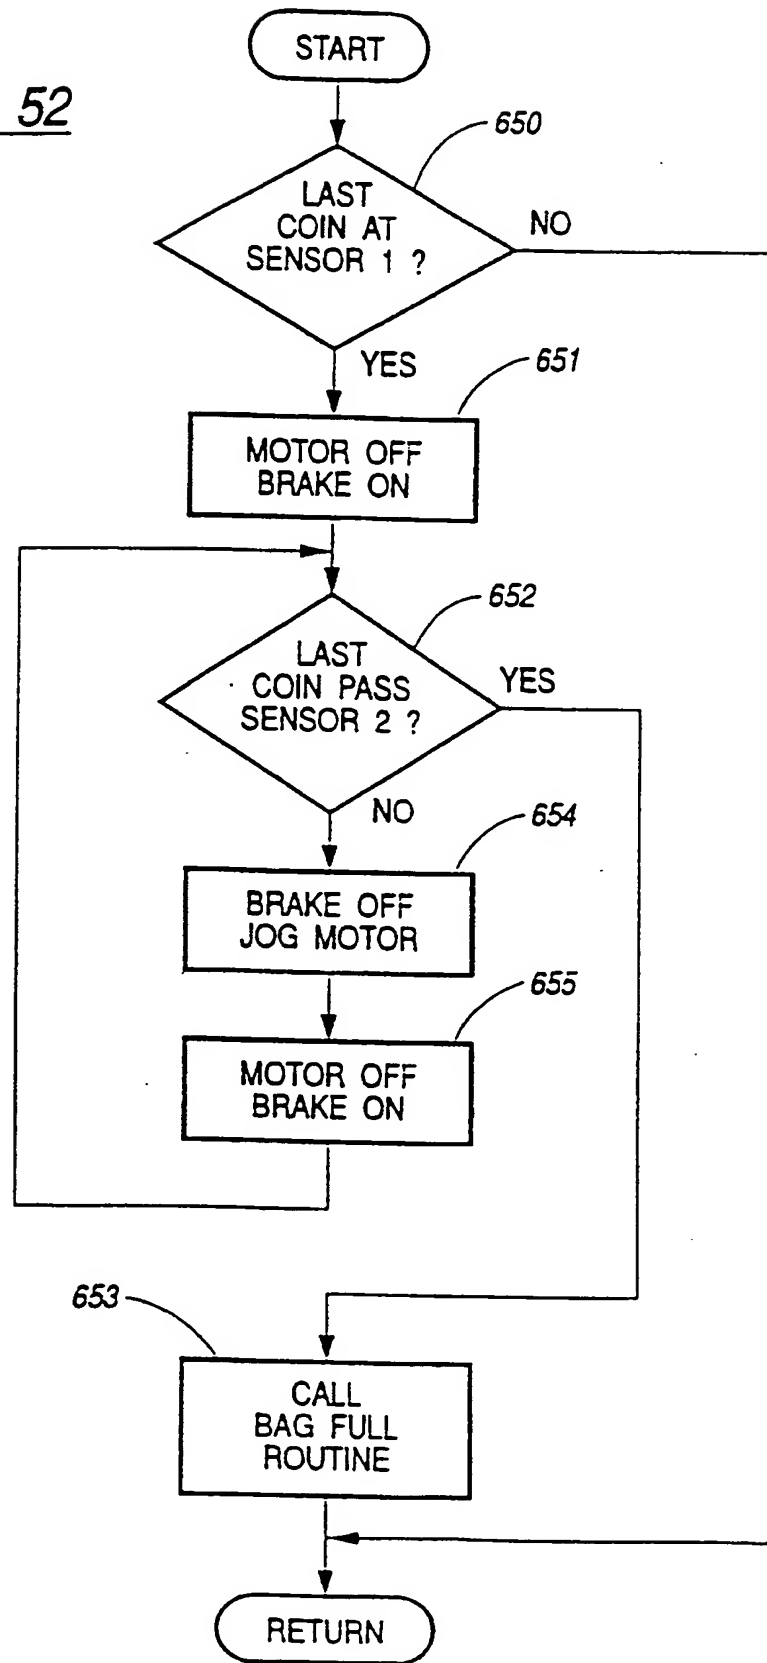 START
52
650
LAST
COIN AT
SENSOR 1 ?
NO
YES
651
MOTOR OFF
BRAKE ON
652
LAST
COIN PASS
SENSOR 2 ?
YES
NO
654
BRAKE OFF
JOG MOTOR
655
MOTOR OFF
BRAKE ON
653
CALL
BAG FULL
ROUTINE
RETURN